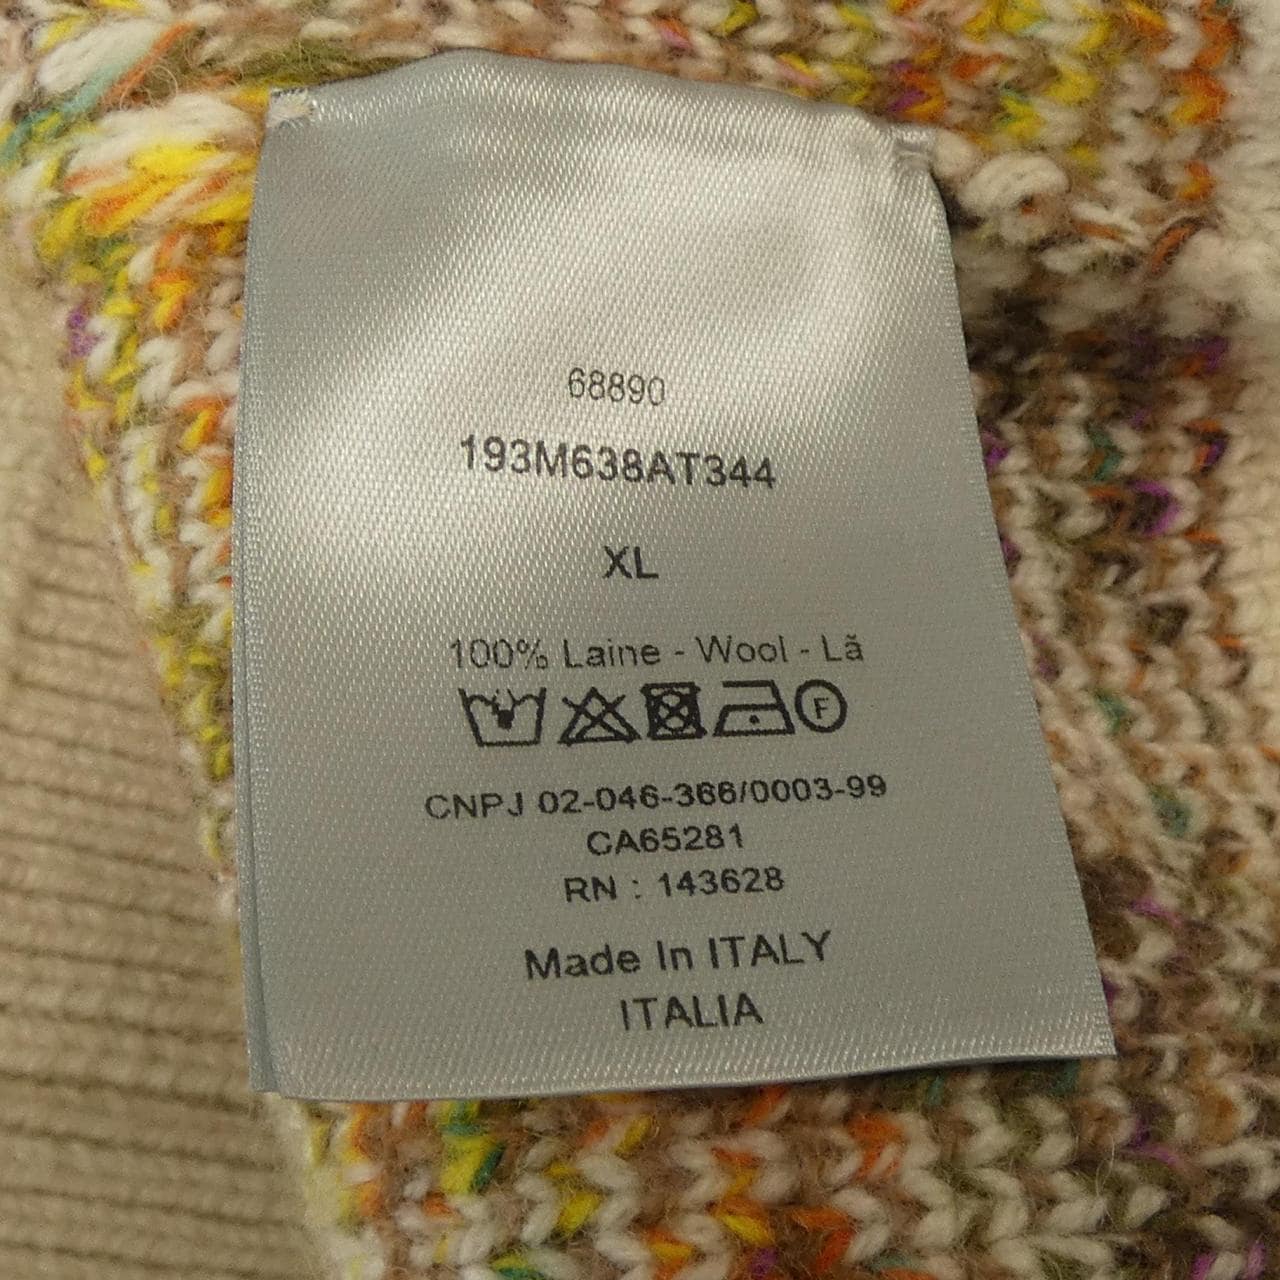 68890
193M638AT344
XL
100% Laine - Wool - Lã
F
CNPJ 02-046-366/0003-99
CA65281
RN : 143628
Made In ITALY
ITALIA